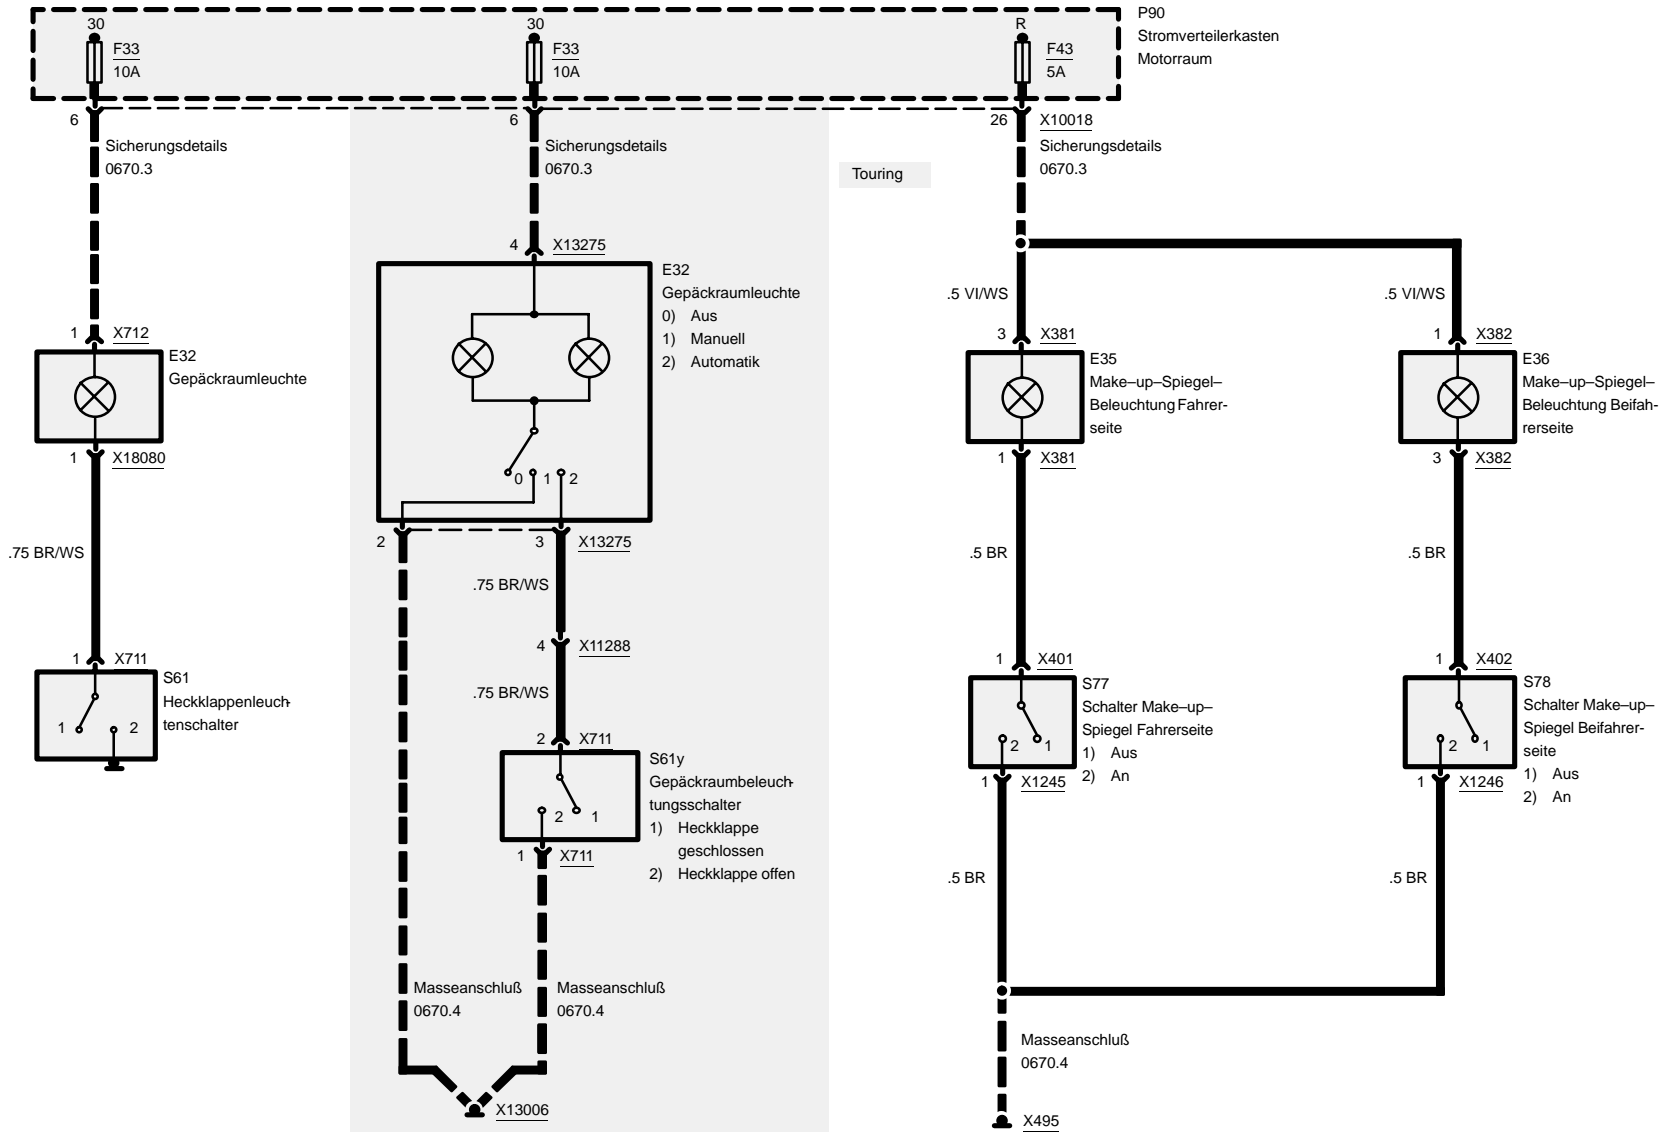 P90
Stromverteilerkasten
Motorraum
30
F33
10A
30
F33
10A
R
F43
5A
6
6
26
X10018
Sicherungsdetails
0670.3
Sicherungsdetails
0670.3
Sicherungsdetails
0670.3
Touring
1
X712
E32
Gepäckraumleuchte
1
X18080
.75 BR/WS
1
X711
S61
Heckklappenleuch-
tenschalter
1
2
4
X13275
E32
Gepäckraumleuchte
0) Aus
1) Manuell
2) Automatik
0
1
2
2
3
X13275
.75 BR/WS
4
X11288
.75 BR/WS
2
X711
S61y
Gepäckraumbeleuch-
tungsschalter
1) Heckklappe
geschlossen
2) Heckklappe offen
2
1
1
X711
Masseanschluß
0670.4
Masseanschluß
0670.4
X13006
.5 VI/WS
3
X381
E35
Make–up–Spiegel–
Beleuchtung Fahrer-
seite
1
X381
.5 BR
1
X401
S77
Schalter Make–up–
Spiegel Fahrerseite
1) Aus
2) An
2
1
1
X1245
.5 BR
.5 VI/WS
1
X382
E36
Make–up–Spiegel-
Beleuchtung Beifah-
rerseite
3
X382
.5 BR
1
X402
S78
Schalter Make–up–
Spiegel Beifahrer-
seite
1) Aus
2) An
2
1
1
X1246
.5 BR
Masseanschluß
0670.4
X495